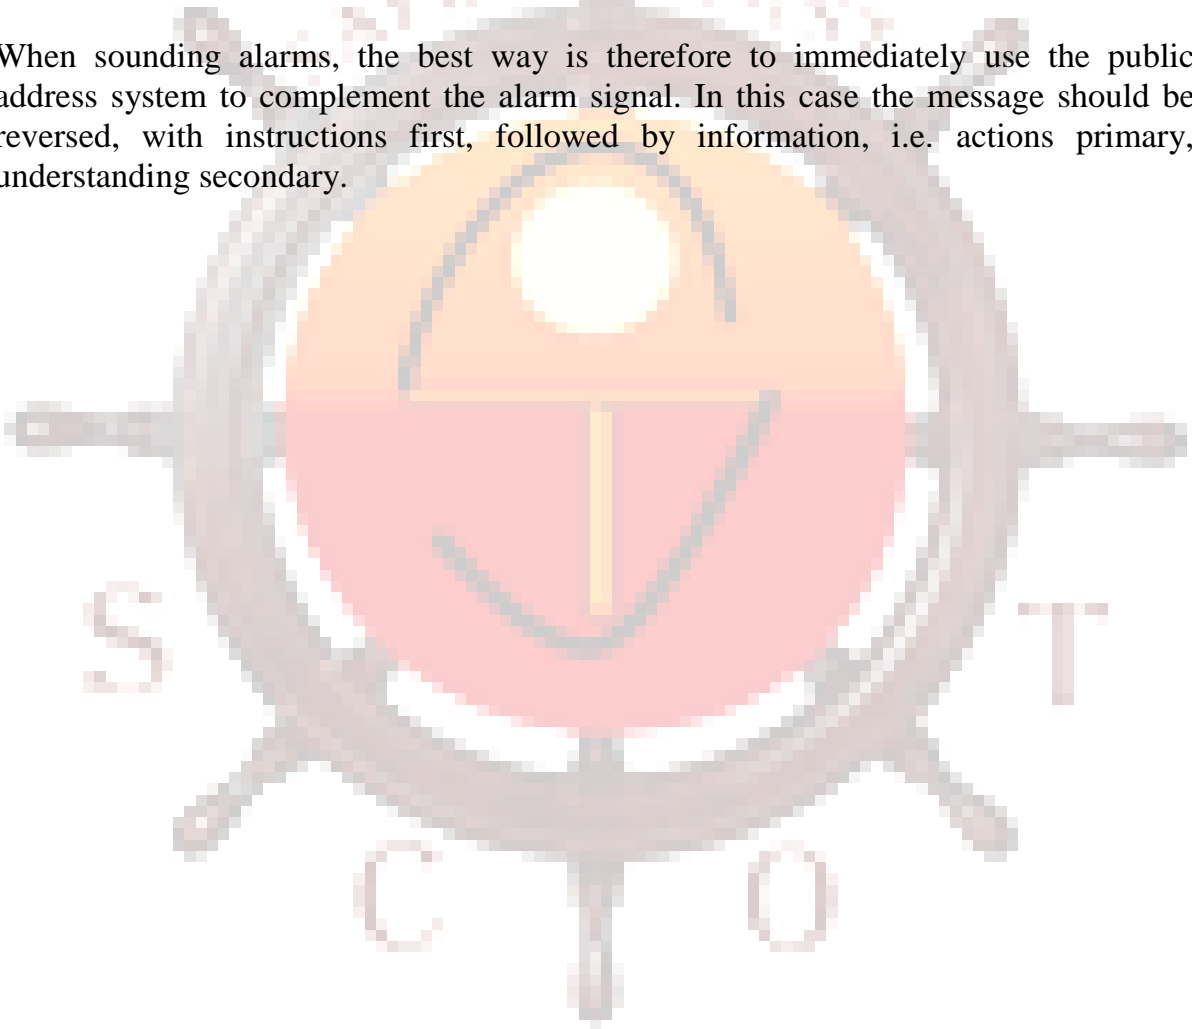 When sounding alarms, the best way is therefore to immediately use the public
address system to complement the alarm signal. In this case the message should be
reversed, with instructions first, followed by information, i.e. actions primary,
understanding secondary.
S T
C O